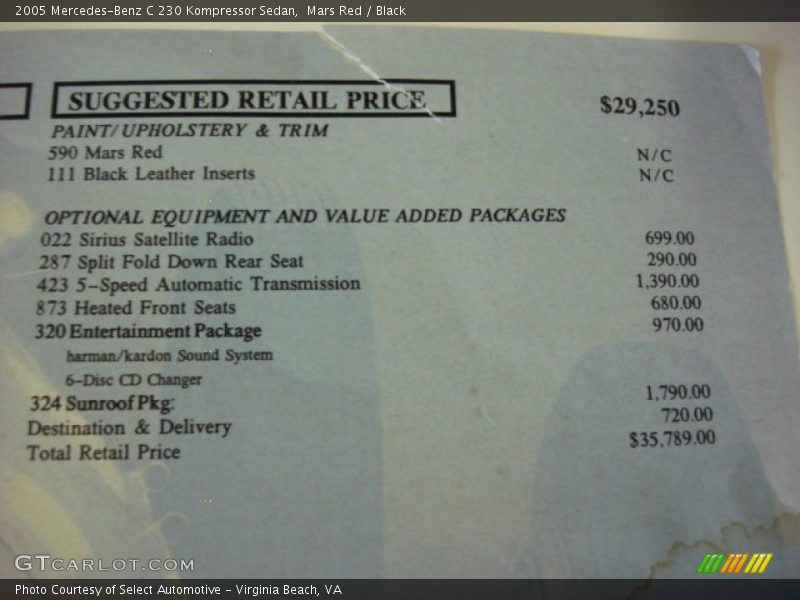 2005 Mercedes-Benz C 230 Kompressor Sedan, Mars Red / Black
SUGGESTED RETAIL PRICE $29,250
PAINT/UPHOLSTERY & TRIM
590 Mars Red N/C
111 Black Leather Inserts N/C
OPTIONAL EQUIPMENT AND VALUE ADDED PACKAGES
022 Sirius Satellite Radio 699.00
287 Split Fold Down Rear Seat 290.00
423 5-Speed Automatic Transmission 1,390.00
873 Heated Front Seats 680.00
320 Entertainment Package 970.00
harman/kardon Sound System
6-Disc CD Changer
324 Sunroof Pkg: 1,790.00
Destination & Delivery 720.00
Total Retail Price $35,789.00
GTCARLOT.COM
Photo Courtesy of Select Automotive - Virginia Beach, VA